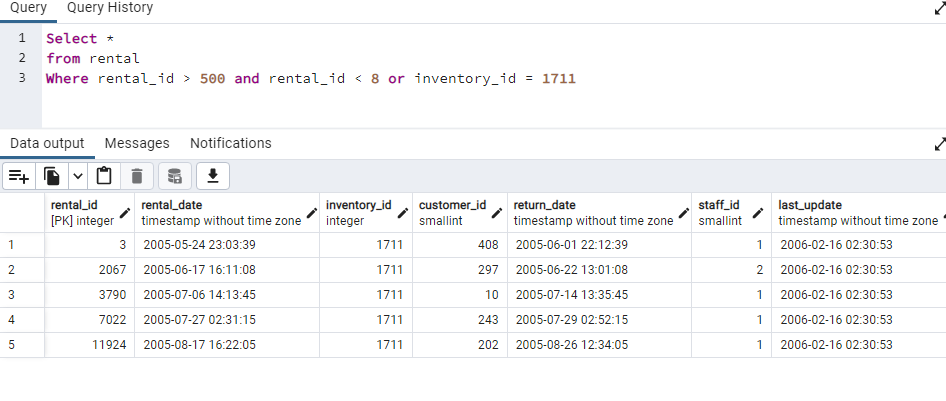 Query Query History
1 Select *
2 from rental
3 Where rental_id > 500 and rental_id < 8 or inventory_id = 1711
Data output Messages Notifications
rental_id rental_date inventory_id customer_id return_date staff_id last_update
[PK] integer timestamp without time zone integer smallint timestamp without time zone smallint timestamp without time zone
1 3 2005-05-24 23:03:39 1711 408 2005-06-01 22:12:39 1 2006-02-16 02:30:53
2 2067 2005-06-17 16:11:08 1711 297 2005-06-22 13:01:08 2 2006-02-16 02:30:53
3 3790 2005-07-06 14:13:45 1711 10 2005-07-14 13:35:45 1 2006-02-16 02:30:53
4 7022 2005-07-27 02:31:15 1711 243 2005-07-29 02:52:15 1 2006-02-16 02:30:53
5 11924 2005-08-17 16:22:05 1711 202 2005-08-26 12:34:05 1 2006-02-16 02:30:53